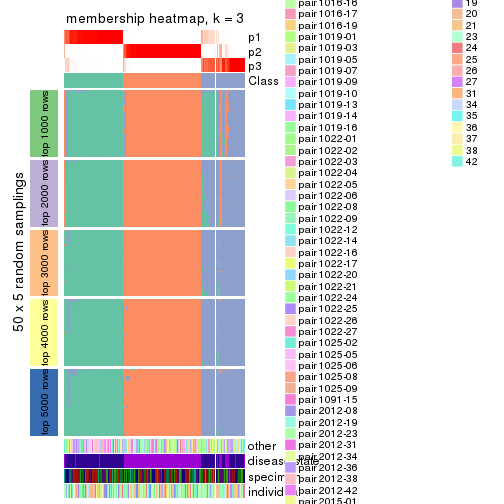 membership heatmap, k = 3
p1
p2
p3
Class
50 x 5 random samplings
top 1000 rows
top 2000 rows
top 3000 rows
top 4000 rows
top 5000 rows
other
disease.state
individ
pair1016-16
pair1016-17
pair1019-01
pair1019-03
pair1019-05
pair1019-07
pair1019-09
pair1019-10
pair1019-13
pair1019-14
pair1019-16
pair1022-01
pair1022-02
pair1022-03
pair1022-04
pair1022-05
pair1022-06
pair1022-08
pair1022-09
pair1022-12
pair1022-14
pair1022-16
pair1022-17
pair1022-20
pair1022-21
pair1022-24
pair1022-25
pair1022-26
pair1022-27
pair1025-02
pair1025-05
pair1025-06
pair1025-08
pair1025-09
pair1091-15
pair2012-08
pair2012-19
pair2012-23
pair2012-31
pair2012-34
pair2012-36
pair2012-38
pair2012-42
pair2015-01
19
20
21
23
24
25
26
27
31
34
35
36
37
38
42